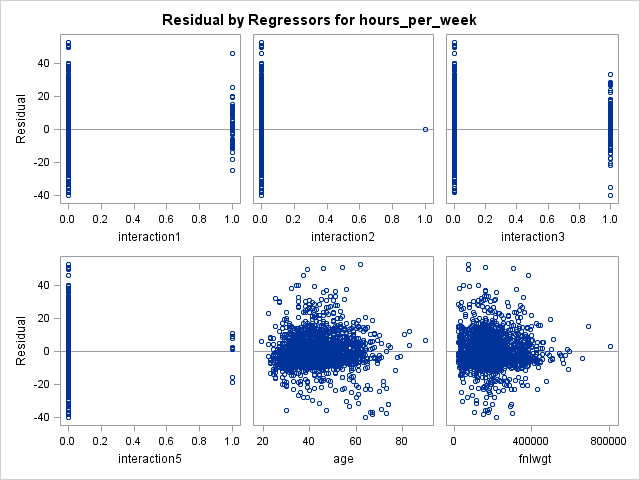 Residual by Regressors for hours_per_week
Residual
40
20
0
-20
-40
0.0 0.2 0.4 0.6 0.8 1.0
interaction1
0.0 0.2 0.4 0.6 0.8 1.0
interaction2
0.0 0.2 0.4 0.6 0.8 1.0
interaction3
Residual
40
20
0
-20
-40
0.0 0.2 0.4 0.6 0.8 1.0
interaction5
20 40 60 80
age
0 400000 800000
fnlwgt